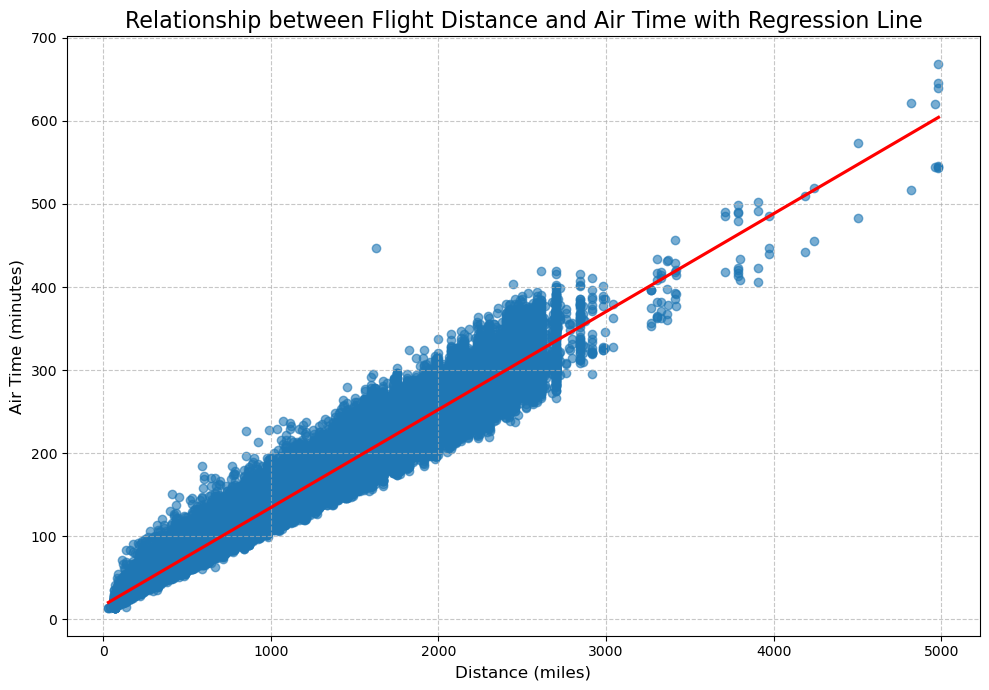 Relationship between Flight Distance and Air Time with Regression Line
700
600
500
400
300
200
100
0
Air Time (minutes)
0 1000 2000 3000 4000 5000
Distance (miles)